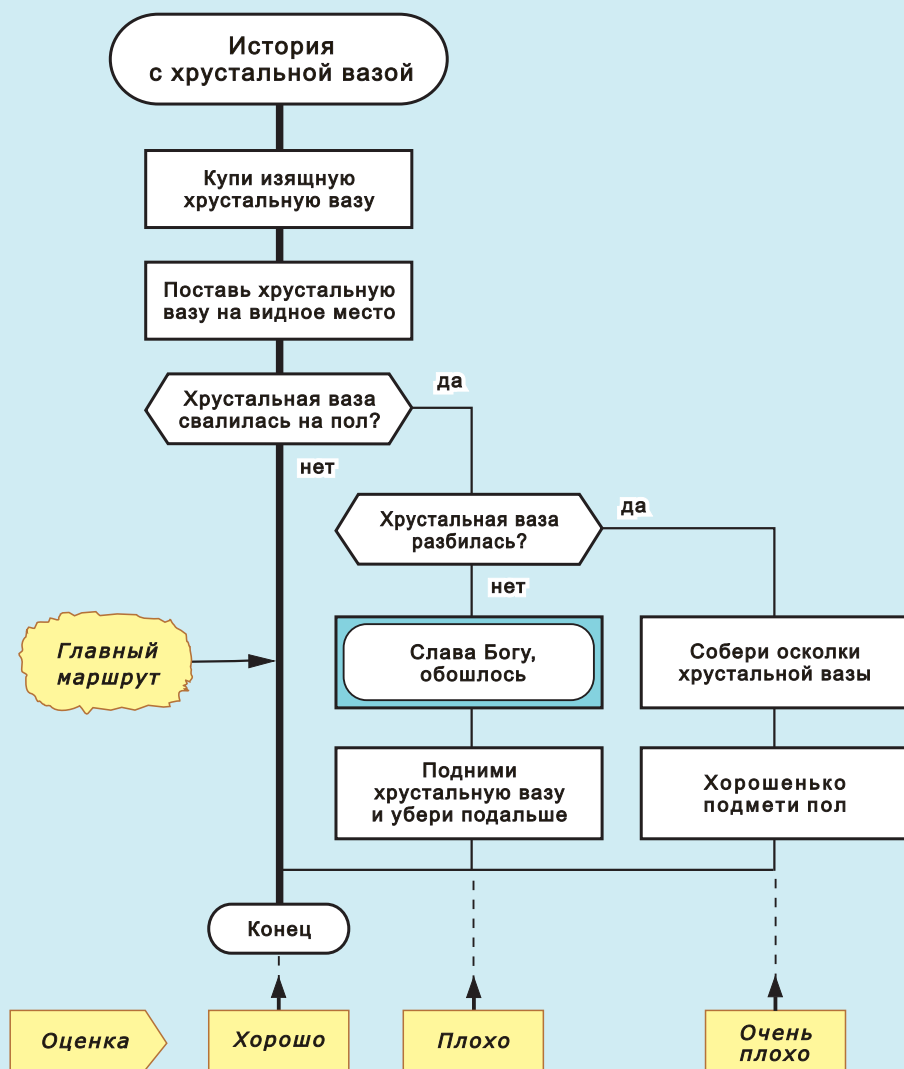 История
с хрустальной вазой
Купи изящную
хрустальную вазу
Поставь хрустальную
вазу на видное место
Хрустальная ваза
свалилась на пол?
да
нет
Хрустальная ваза
разбилась?
да
нет
Главный
маршрут
Слава Богу,
обошлось
Собери осколки
хрустальной вазы
Подними
хрустальную вазу
и убери подальше
Хорошенько
подмети пол
Конец
Оценка
Хорошо
Плохо
Очень
плохо